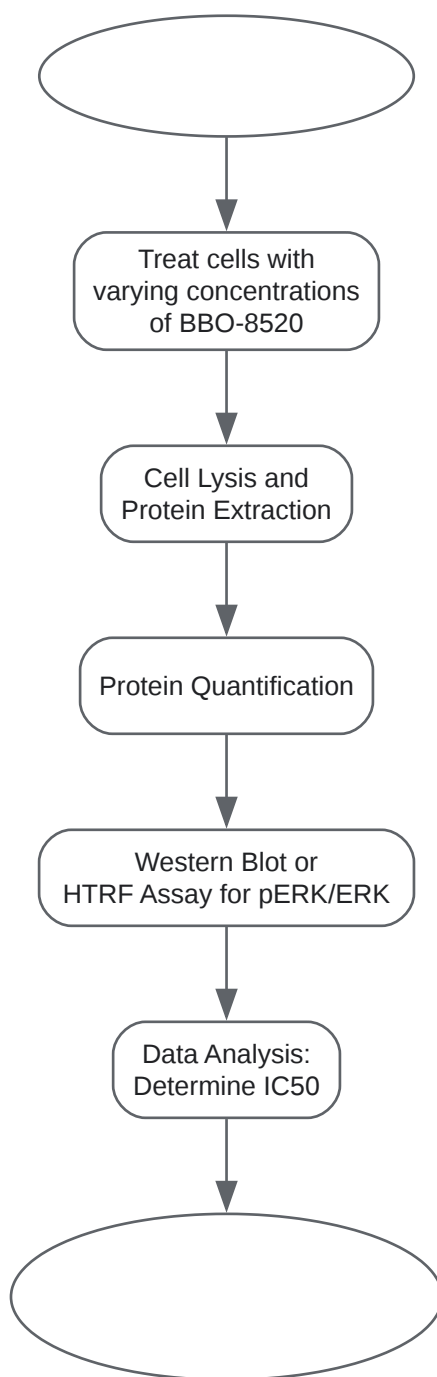 Treat cells with
varying concentrations
of BBO-8520
Cell Lysis and
Protein Extraction
Protein Quantification
Western Blot or
HTRF Assay for pERK/ERK
Data Analysis:
Determine IC50